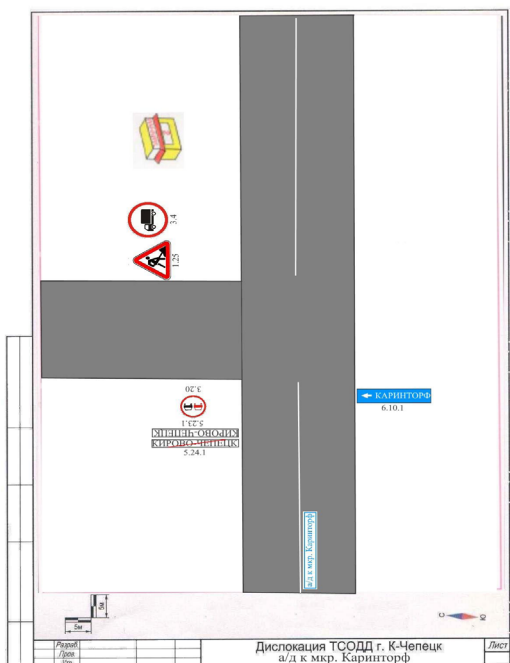 3.4
1.25
3.20
5.23.1
КИРОВО-ЧЕПЕЦК
КИРОВО-ЧЕПЕЦК
5.24.1
КАРИНТОРФ
6.10.1
а/д к мкр. Каринторф
5м
5м
С
Ю
Разраб.
Пров
Дислокация ТСОДД г. К-Чепецк
а/д к мкр. Каринторф
Лист